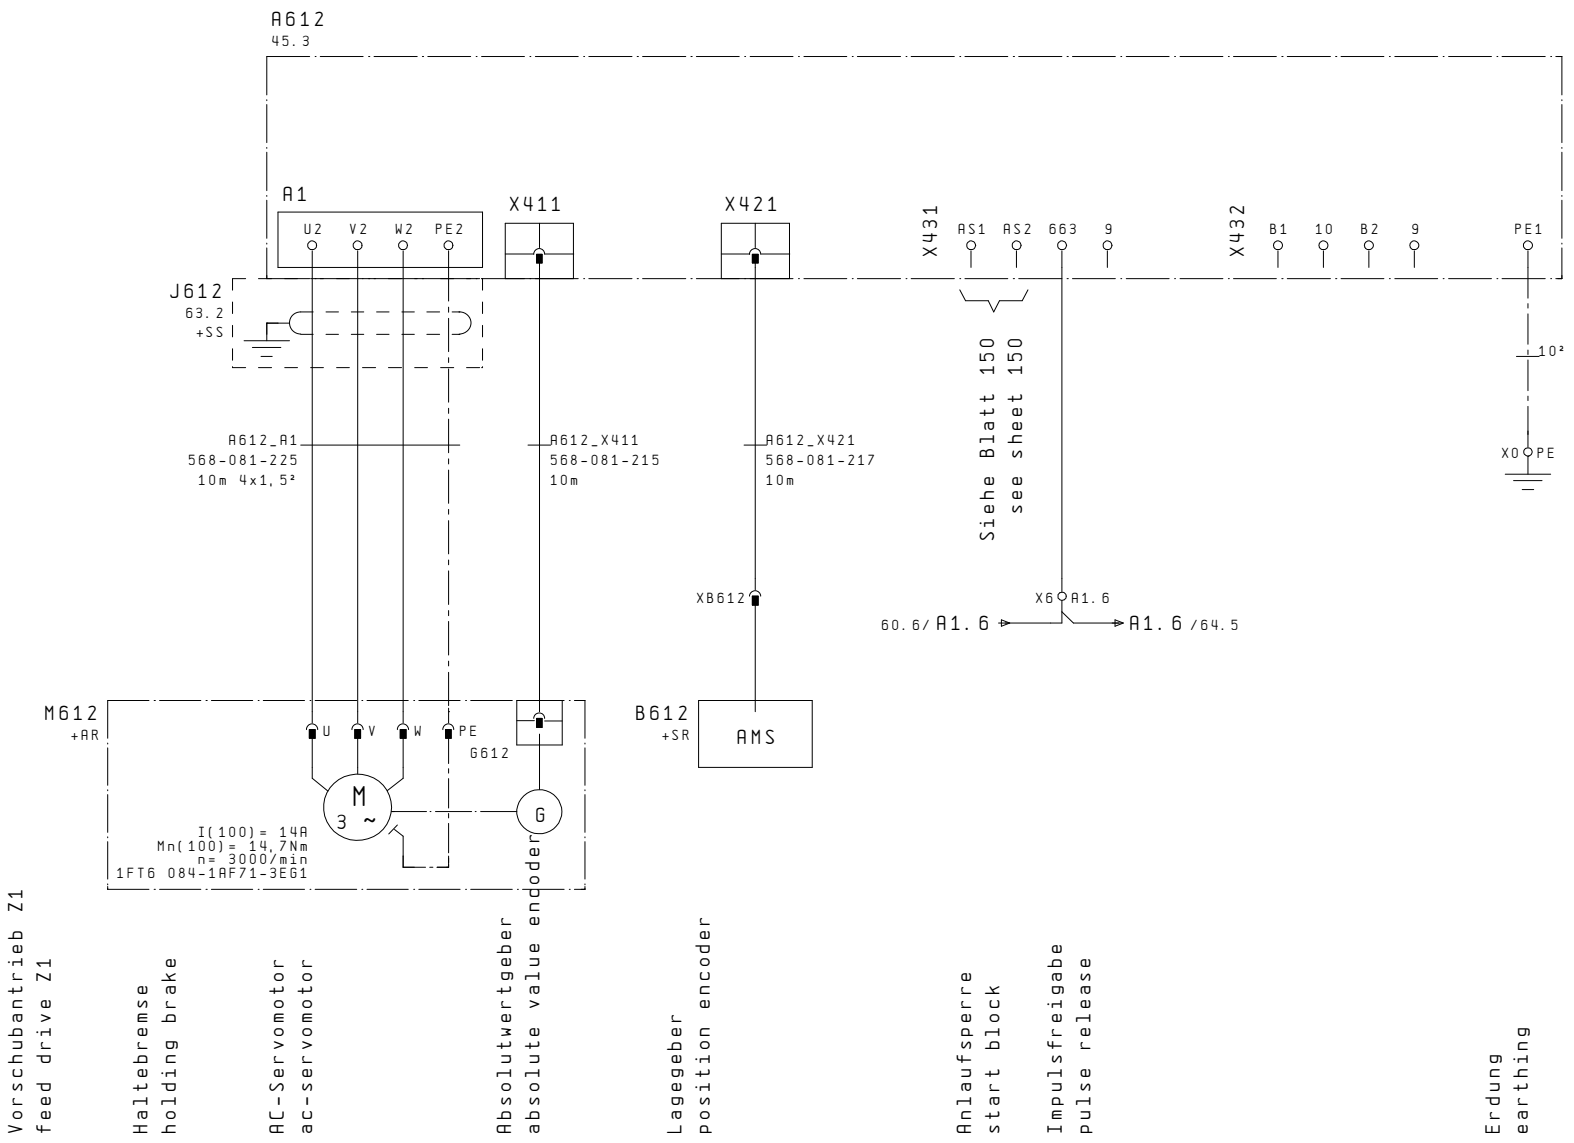 A612
45.3
A1
U2 V2 W2 PE2
X411
X421
X431
AS1 AS2 663 9
X432
B1 10 B2 9
PE1
J612
63.2
+SS
10²
Siehe Blatt 150
see sheet 150
A612_A1
568-081-225
10m 4x1,5²
A612_X411
568-081-215
10m
A612_X421
568-081-217
10m
X0 PE
XB612
X6 A1.6
60.6/ A1.6
A1.6 /64.5
M612
+AR
U V W PE
G612
B612
+SR
AMS
M
3 ~
G
I(100)= 14A
Mn(100)= 14,7Nm
n= 3000/min
1FT6 084-1AF71-3EG1
Vorschubantrieb Z1
feed drive Z1
Haltebremse
holding brake
AC-Servomotor
ac-servomotor
Absolutwertgeber
absolute value encoder
Lagegeber
position encoder
Anlaufsperre
start block
Impulsfreigabe
pulse release
Erdung
earthing